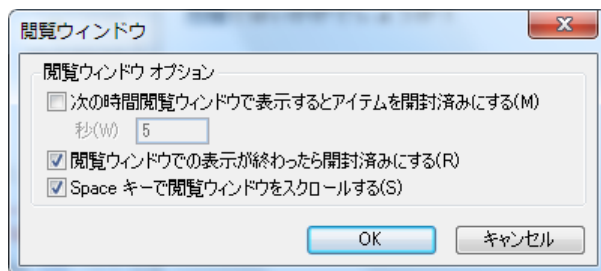 閲覧ウィンドウ
閲覧ウィンドウ オプション
次の時間閲覧ウィンドウで表示するとアイテムを開封済みにする(M)
秒(W) 5
閲覧ウィンドウでの表示が終わったら開封済みにする(R)
Space キーで閲覧ウィンドウをスクロールする(S)
OK キャンセル